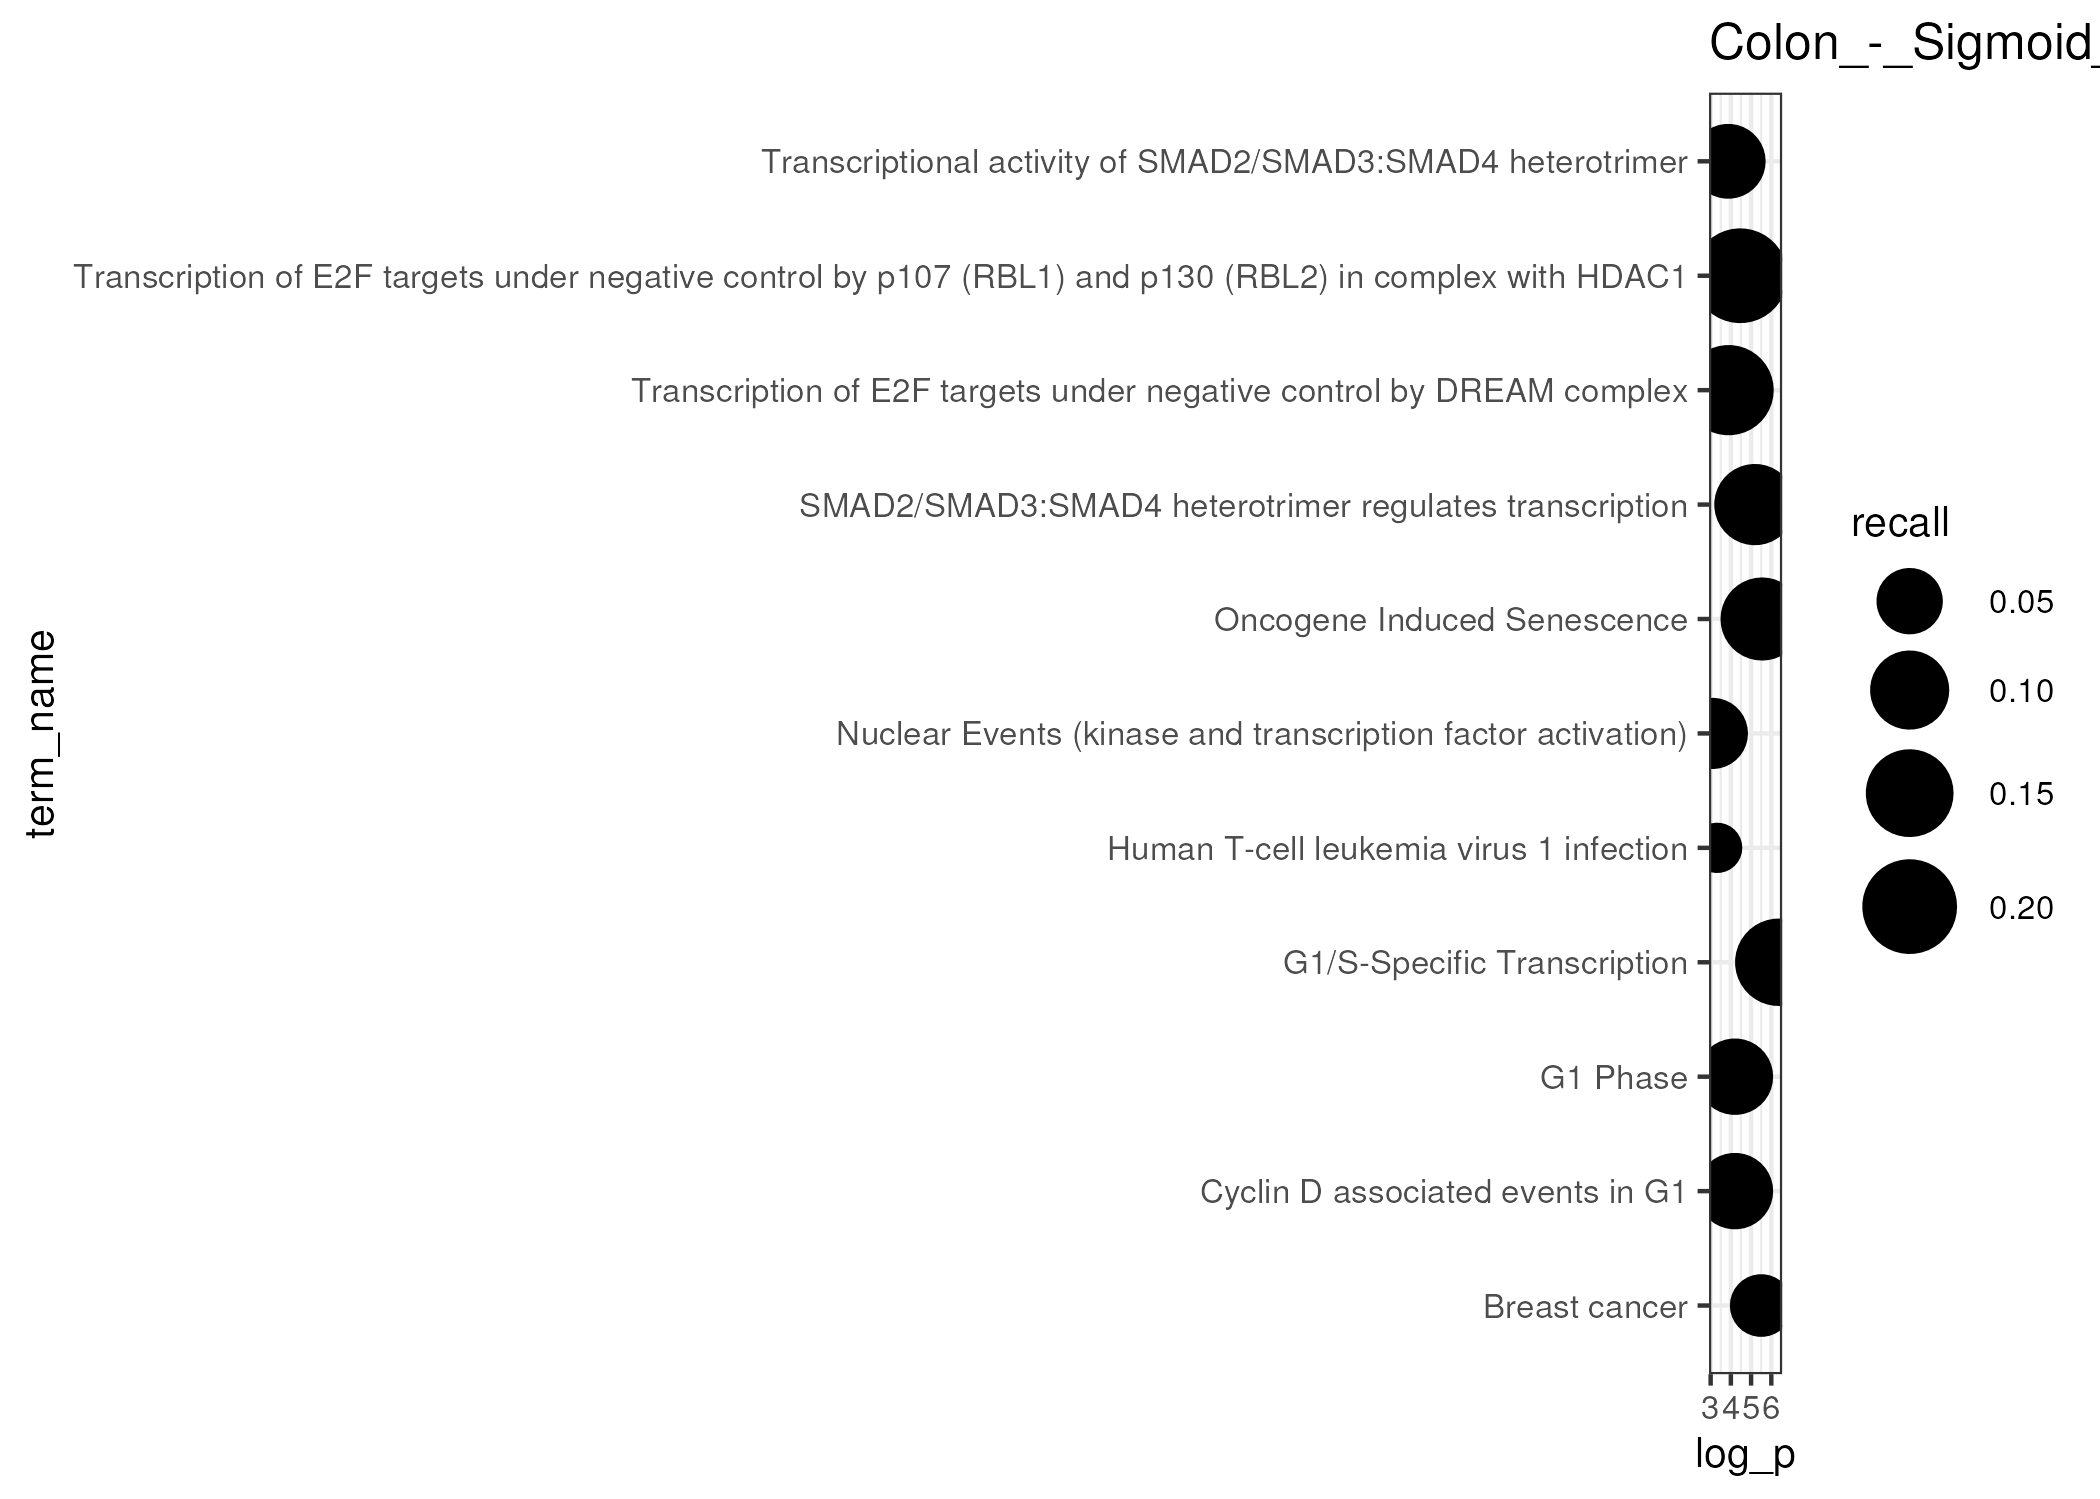 Colon_-_Sigmoid_
Transcriptional activity of SMAD2/SMAD3:SMAD4 heterotrimer
Transcription of E2F targets under negative control by p107 (RBL1) and p130 (RBL2) in complex with HDAC1
Transcription of E2F targets under negative control by DREAM complex
SMAD2/SMAD3:SMAD4 heterotrimer regulates transcription
Oncogene Induced Senescence
Nuclear Events (kinase and transcription factor activation)
Human T-cell leukemia virus 1 infection
G1/S-Specific Transcription
G1 Phase
Cyclin D associated events in G1
Breast cancer
term_name
3 4 5 6
log_p
recall
0.05
0.10
0.15
0.20